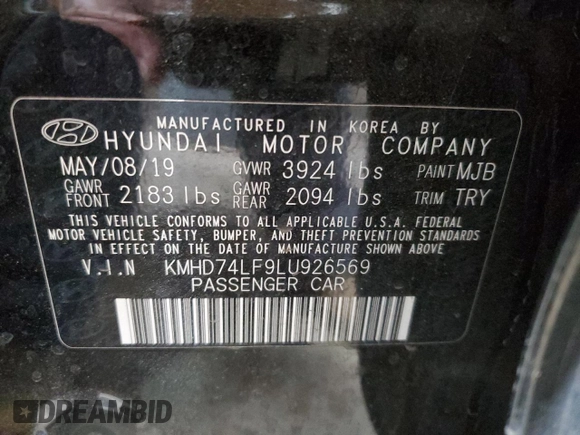 MANUFACTURED IN KOREA BY
HYUNDAI MOTOR COMPANY
MAY/08/19 GVWR 3924 lbs PAINT MJB
GAWR FRONT 2183 lbs GAWR REAR 2094 lbs TRIM TRY
THIS VEHICLE CONFORMS TO ALL APPLICABLE U.S.A. FEDERAL
MOTOR VEHICLE SAFETY, BUMPER, AND THEFT PREVENTION STANDARDS
IN EFFECT ON THE DATE OF MANUFACTURE SHOWN ABOVE
V.I.N KMHD74LF9LU926569
PASSENGER CAR
DREAMBID